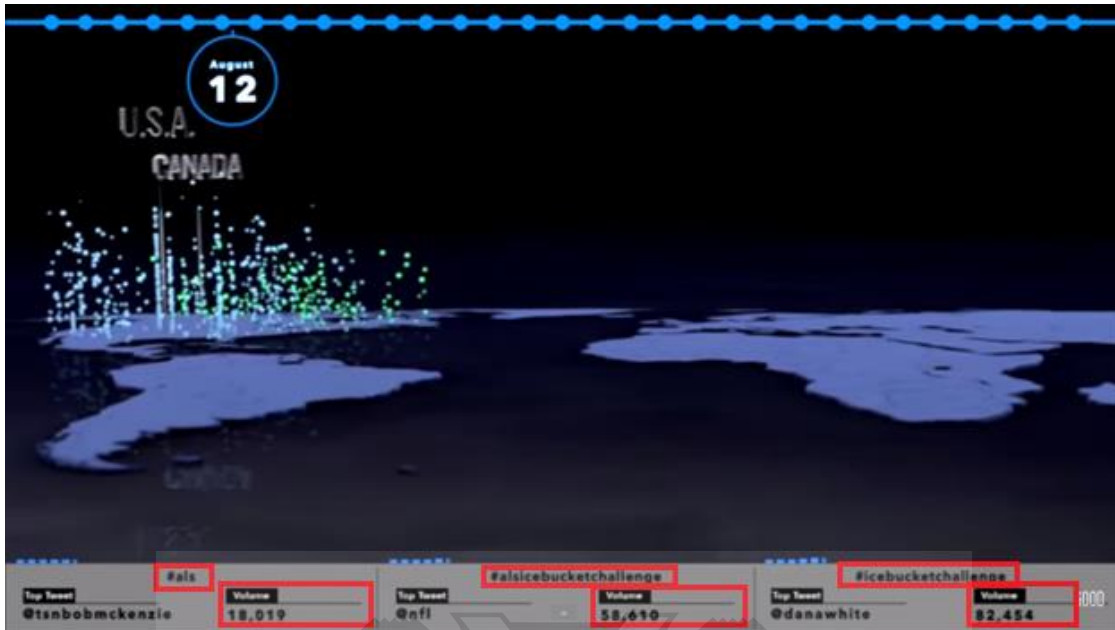 August
12
U.S.A.
CANADA
#als
Top Tweet
@tsnbobmckenzie
Volume
18,019
#alsicebucketchallenge
Top Tweet
@nfl
Volume
58,610
#icebucketchallenge
Top Tweet
@danawhite
Volume
82,454